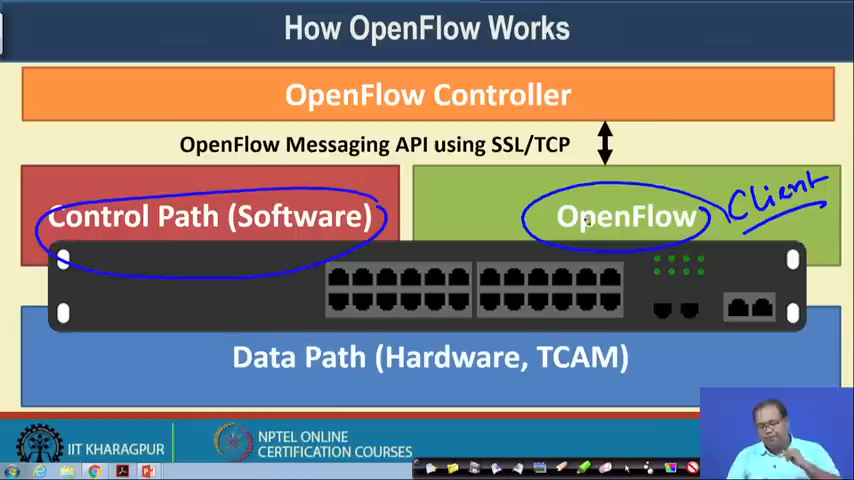 How OpenFlow Works
OpenFlow Controller
OpenFlow Messaging API using SSL/TCP
Control Path (Software)
OpenFlow
Client
Data Path (Hardware, TCAM)
IIT KHARAGPUR
NPTEL ONLINE
CERTIFICATION COURSES